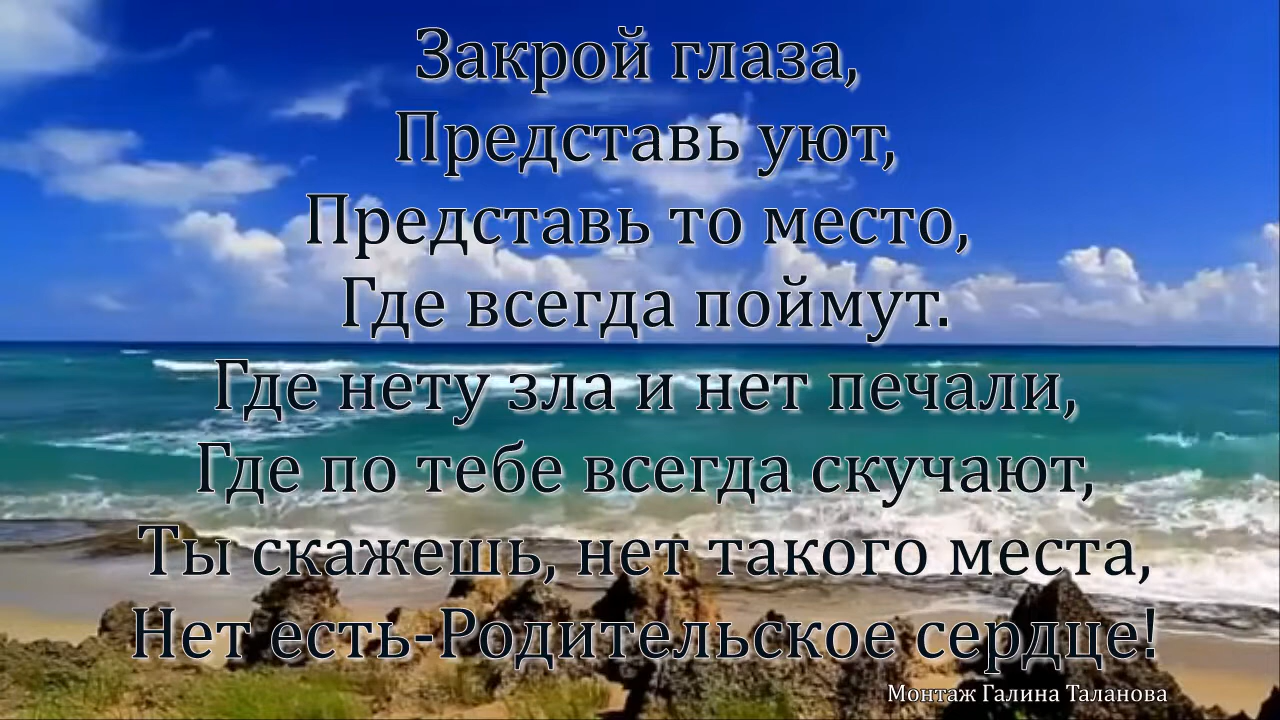 Закрой глаза,
Представь уют,
Представь то место,
Где всегда поймут.
Где нету зла и нет печали,
Где по тебе всегда скучают,
Ты скажешь, нет такого места,
Нет есть-Родительское сердце!
Монтаж Галина Таланова